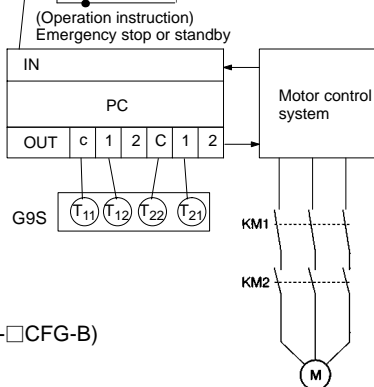 (Operation instruction)
Emergency stop or standby
IN
PC
OUT c 1 2 C 1 2
Motor control
system
G9S T11 T12 T22 T21
KM1
KM2
-□CFG-B)
M